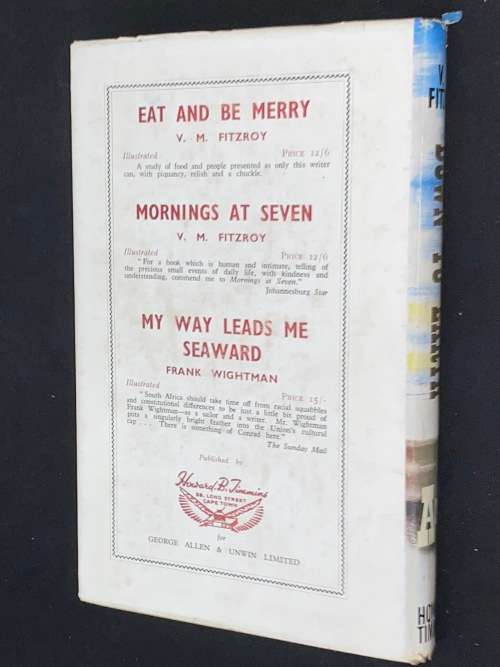 EAT AND BE MERRY
V. M. FITZROY
Illustrated PRICE 12/6
A study of food and people presented as only this writer
can, with piquancy, relish and a chuckle.
MORNINGS AT SEVEN
V. M. FITZROY
Illustrated PRICE 12/6
"For a book which is human and intimate, telling of
the precious small events of daily life, with kindness and
understanding, commend me to Mornings at Seven."
Johannesburg Star
MY WAY LEADS ME
SEAWARD
FRANK WIGHTMAN
Illustrated PRICE 15/-
"South Africa should take time off from racial squabbles
and constitutional differences to be just a little bit proud of
Frank Wightman—as a sailor and a writer. Mr. Wightman
puts a singularly bright feather into the Union's cultural
cap . . . There is something of Conrad here."
The Sunday Mail
Published by
Howard B. Timmins
58, LONG STREET
CAPE TOWN
for
GEORGE ALLEN & UNWIN LIMITED
V.
FITZ
DOWN TO EARTH
HOW
TIM